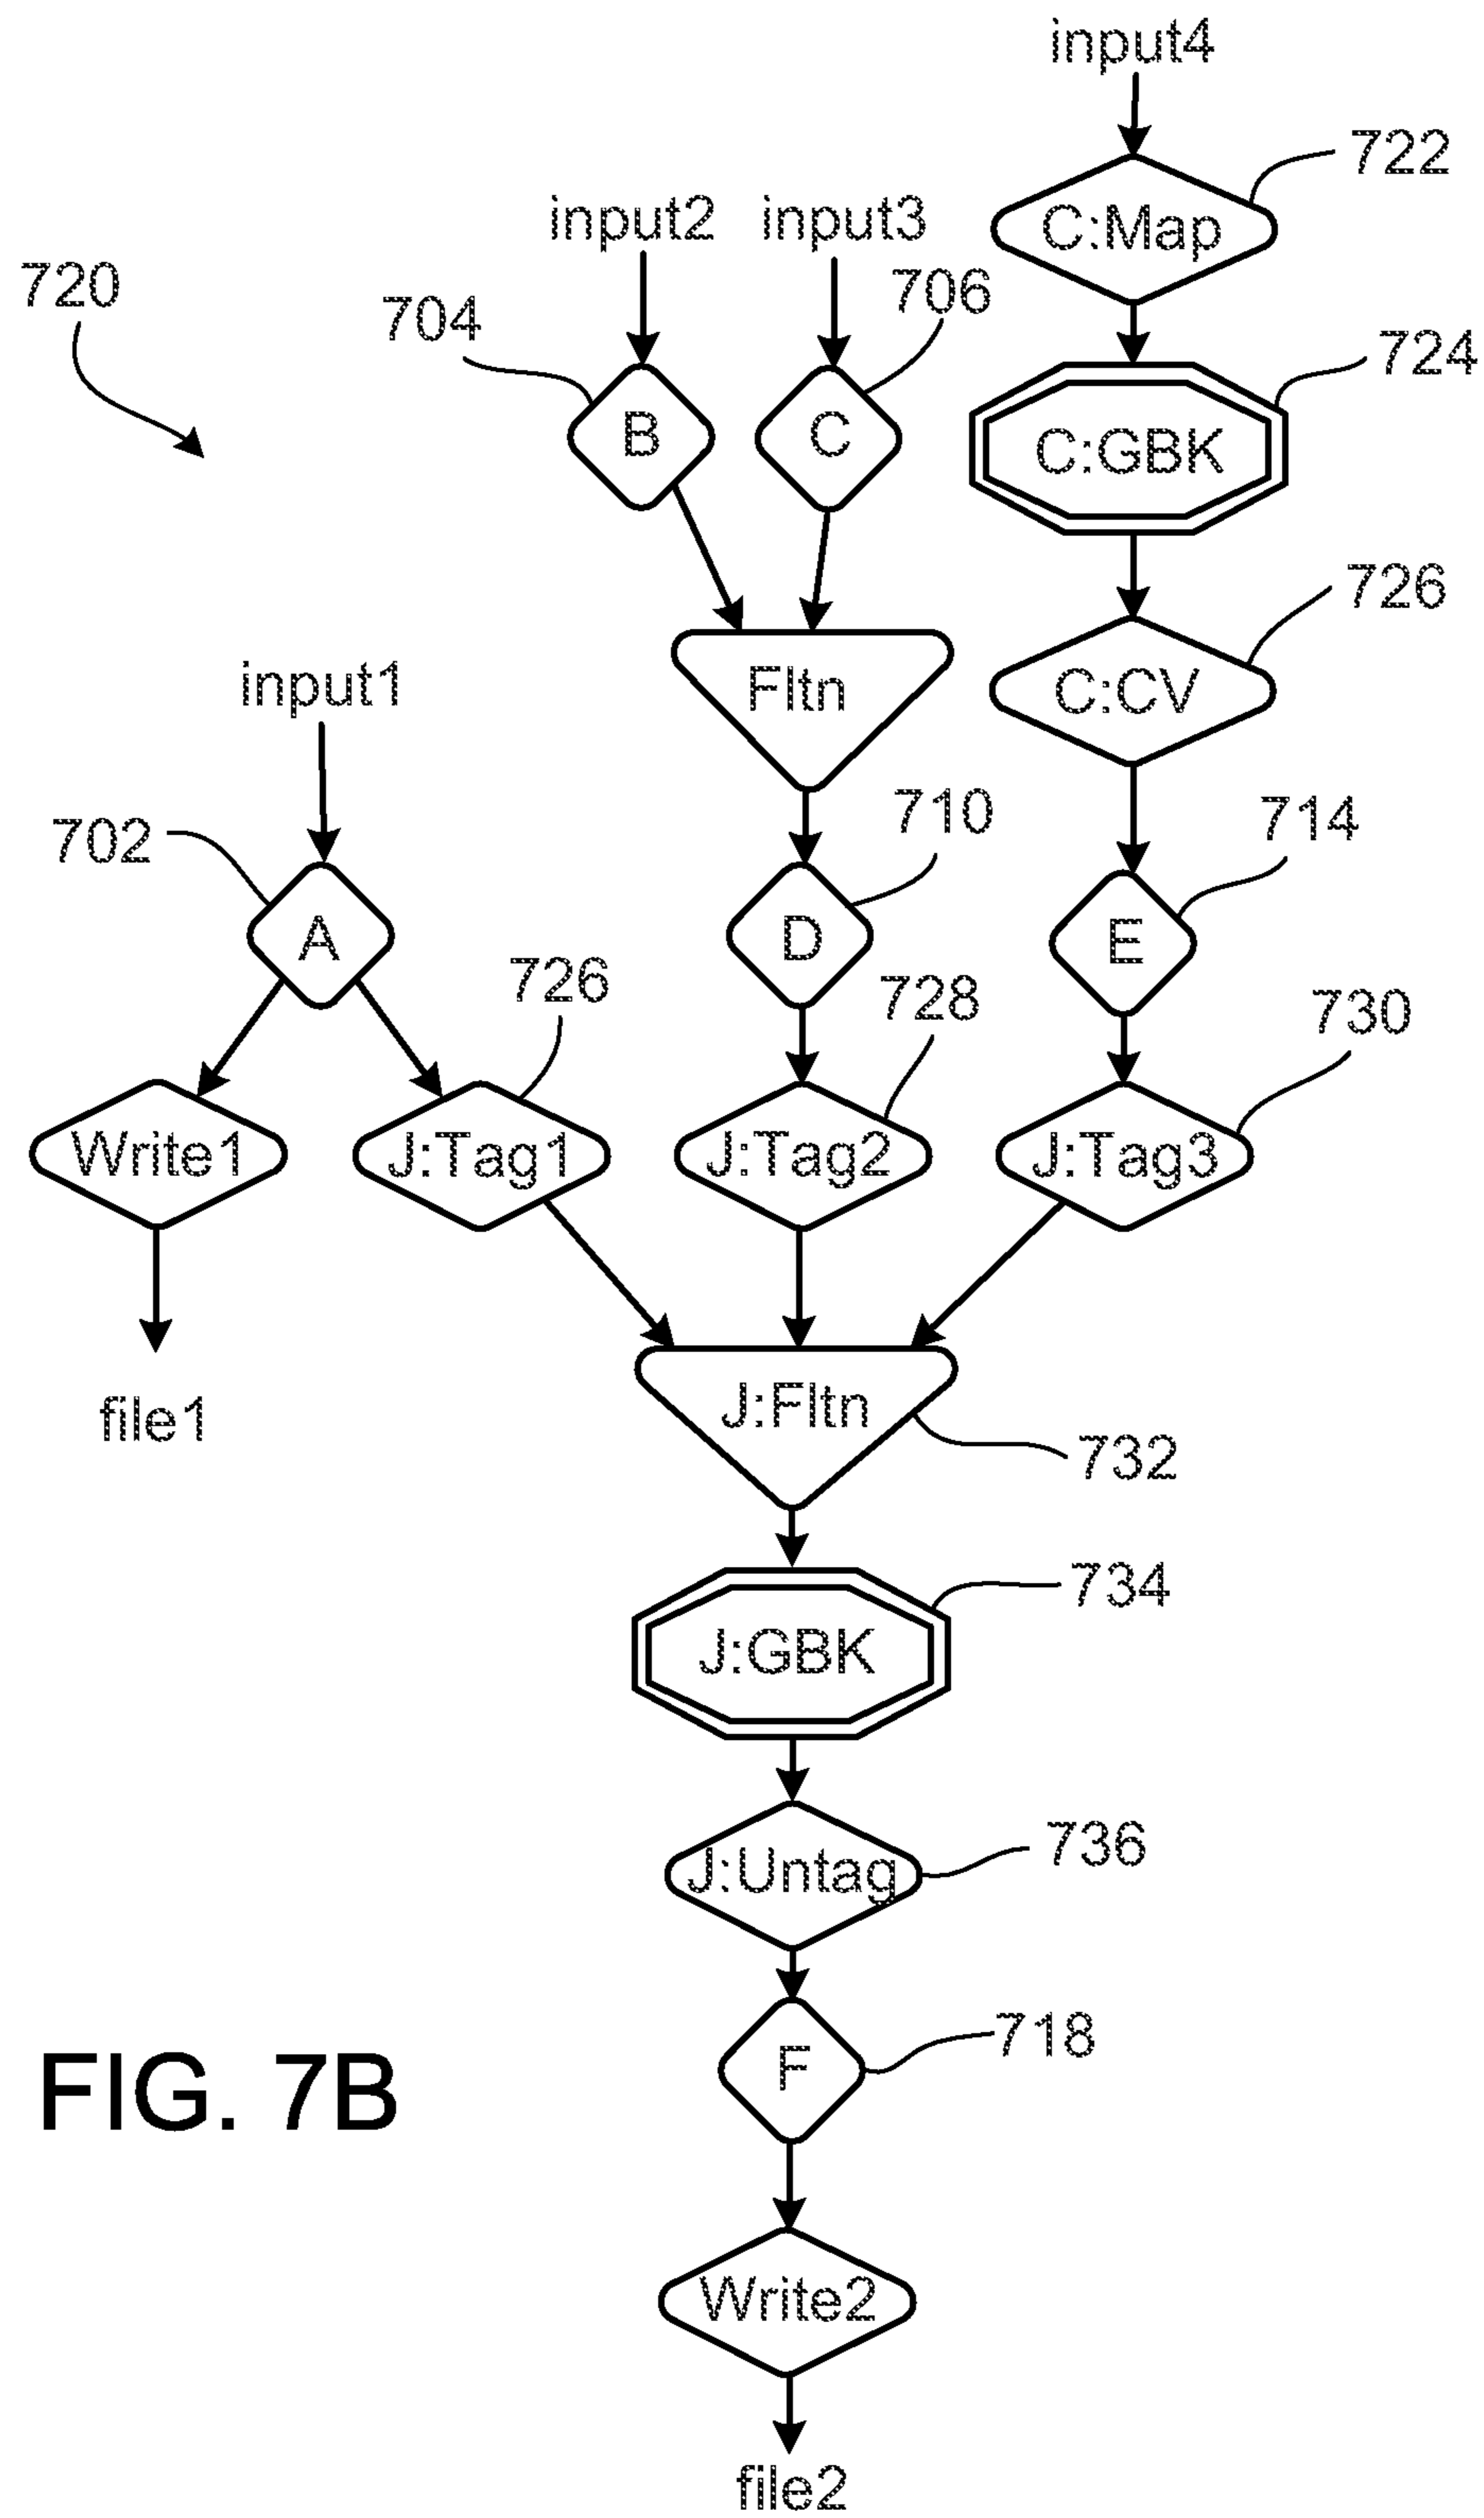 input4
722
C:Map
input2
input3
720
704
706
724
B
C
C:GBK
726
input1
Fltn
C:CV
702
710
714
A
D
E
726
728
730
Write1
J:Tag1
J:Tag2
J:Tag3
file1
J:Fltn
732
734
J:GBK
736
J:Untag
718
F
FIG. 7B
Write2
file2